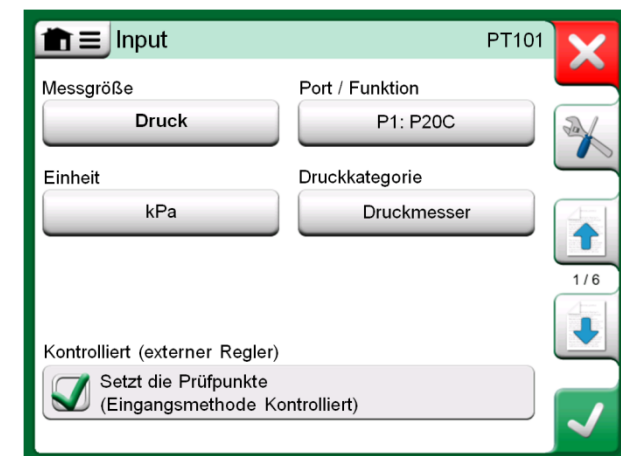 Input
PT101
Messgröße
Port / Funktion
Druck
P1: P20C
Einheit
Druckkategorie
kPa
Druckmesser
1 / 6
Kontrolliert (externer Regler)
Setzt die Prüfpunkte
(Eingangsmethode Kontrolliert)